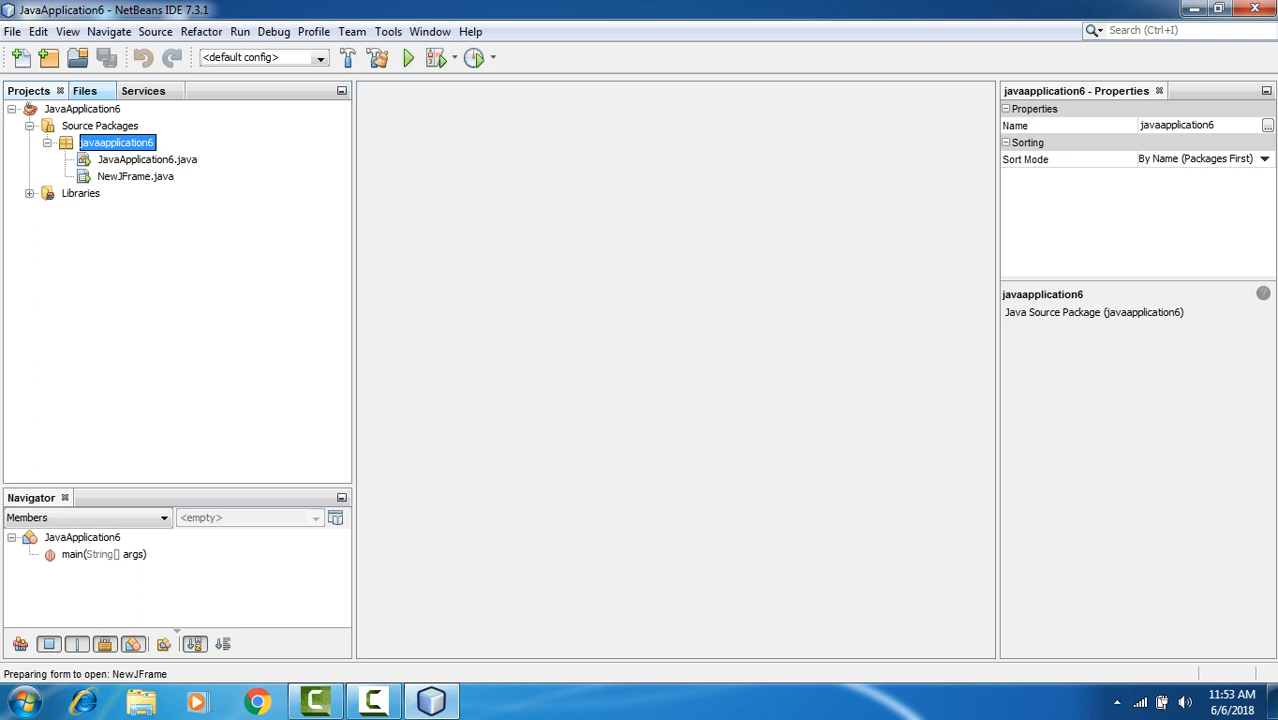 JavaApplication6 - NetBeans IDE 7.3.1
File Edit View Navigate Source Refactor Run Debug Profile Team Tools Window Help
Search (Ctrl+I)
<default config>
Projects Files Services
JavaApplication6
Source Packages
javaapplication6
JavaApplication6.java
NewJFrame.java
Libraries
Navigator
Members <empty>
JavaApplication6
main(String[] args)
javaapplication6 - Properties
Properties
Name javaapplication6 ...
Sorting
Sort Mode By Name (Packages First)
javaapplication6
Java Source Package (javaapplication6)
Preparing form to open: NewJFrame
11:53 AM
6/6/2018